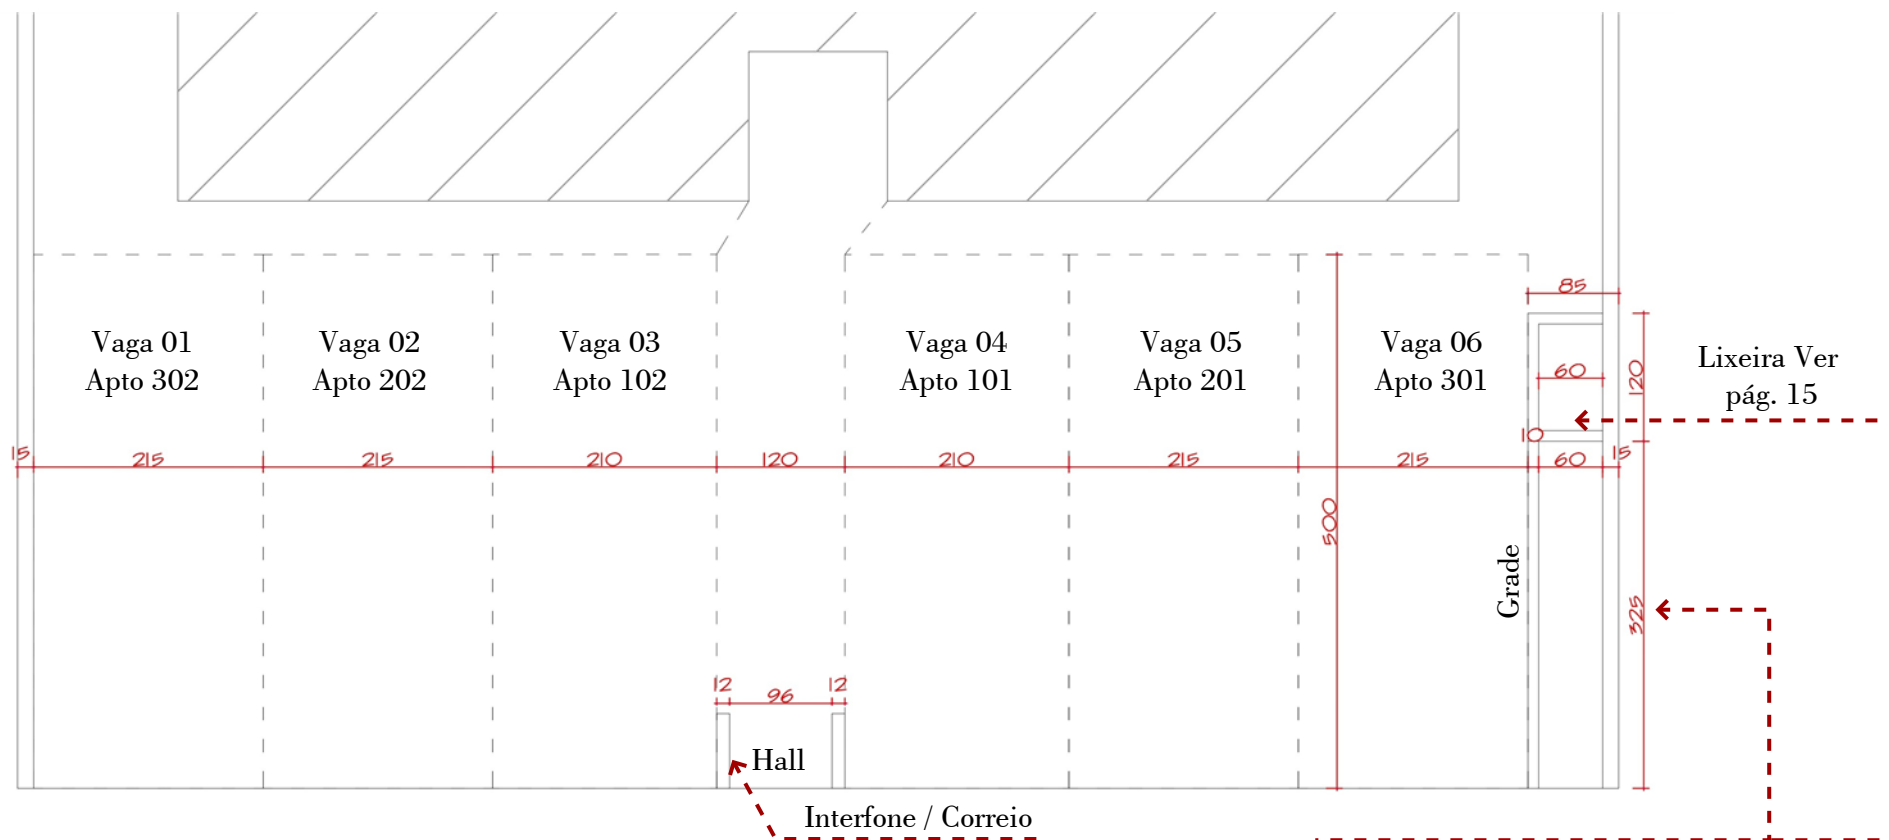 85
Vaga 01
Apto 302
Vaga 02
Apto 202
Vaga 03
Apto 102
Vaga 04
Apto 101
Vaga 05
Apto 201
Vaga 06
Apto 301
60
120
Lixeira Ver
pág. 15
10
15
215
215
210
120
210
215
215
60
15
500
Grade
325
12
96
12
Hall
Interfone / Correio